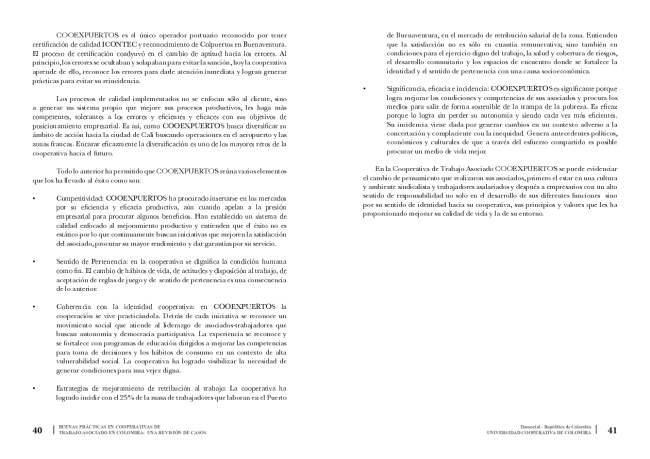 COOEXPUERTOS es el único operador portuario reconocido por tener
certificación de calidad ICONTEC y reconocimiento de Colpuertos en Buenaventura.
El proceso de certificación coadyuvó en el cambio de aptitud hacia los errores. Al
principio, los errores se ocultaban y solapaban para evitar la sanción, hoy la cooperativa
aprende de ello, reconoce los errores para darle atención inmediata y logran generar
prácticas para evitar su reincidencia.
Los procesos de calidad implementados no se enfocan sólo al cliente, sino
a generar un sistema propio que mejore sus procesos productivos, les haga más
competentes, tolerantes a los errores y eficientes y eficaces con sus objetivos de
posicionamiento empresarial. Es así, como COOEXPUERTOS busca diversificar su
ámbito de acción hacia la ciudad de Cali buscando operaciones en el aeropuerto y las
zonas francas. Encarar eficazmente la diversificación es uno de los mayores retos de la
cooperativa hacia el futuro.
Todo lo anterior ha permitido que COOEXPUERTOS reúna varios elementos
que los ha llevado al éxito como son:
• Competitividad: COOEXPUERTOS ha procurado insertarse en los mercados
por su eficiencia y eficacia productiva, aún cuando apelan a la presión
empresarial para procurar algunos beneficios. Han establecido un sistema de
calidad enfocado al mejoramiento productivo y entienden que el éxito no es
estático por lo que continuamente buscan iniciativas que mejoren la satisfacción
del asociado, procurar su mayor rendimiento y dar garantías por su servicio.
• Sentido de Pertenencia: en la cooperativa se dignifica la condición humana
como fin. El cambio de hábitos de vida, de actitudes y disposición al trabajo, de
aceptación de reglas de juego y de sentido de pertenencia es una consecuencia
de lo anterior.
• Coherencia con la identidad cooperativa: en COOEXPUERTOS la
cooperación se vive practicándola. Detrás de cada iniciativa se reconoce un
movimiento social que atiende al liderazgo de asociados-trabajadores que
buscan autonomía y democracia participativa. La experiencia se reconoce y
se fortalece con programas de educación dirigidos a mejorar las competencias
para toma de decisiones y los hábitos de consumo en un contexto de alta
vulnerabilidad social. La cooperativa ha logrado visibilizar la necesidad de
generar condiciones para una vejez digna.
• Estrategias de mejoramiento de retribución al trabajo: La cooperativa ha
logrado incidir con el 25% de la masa de trabajadores que laboran en el Puerto
40 | BUENAS PRÁCTICAS EN COOPERATIVAS DE
TRABAJO ASOCIADO EN COLOMBIA: UNA REVISIÓN DE CASOS
de Buenaventura, en el mercado de retribución salarial de la zona. Entienden
que la satisfacción no es sólo en cuantía remunerativa; sino también en
condiciones para el ejercicio digno del trabajo, la salud y cobertura de riesgos,
el desarrollo comunitario y los espacios de encuentro donde se fortalece la
identidad y el sentido de pertenencia con una causa socioeconómica.
• Significancia, eficacia e incidencia: COOEXPUERTOS es significante porque
logra mejorar las condiciones y competencias de sus asociados y procura los
medios para salir de forma sostenible de la trampa de la pobreza. Es eficaz
porque lo logra sin perder su autonomía y siendo cada vez más eficientes.
Su incidencia viene dada por generar cambios en un contexto adverso a la
concertación y complaciente con la inequidad. Genera antecedentes políticos,
económicos y culturales de que a través del esfuerzo compartido es posible
procurar un medio de vida mejor.
En la Cooperativa de Trabajo Asociado COOEXPUERTOS se puede evidenciar
el cambio de pensamiento que realizaron sus asociados, primero el estar en una cultura
y ambiente sindicalista y trabajadores asalariados y después a empresarios con un alto
sentido de responsabilidad no solo en el desarrollo de sus diferentes funciones sino
por su sentido de identidad hacia su cooperativa, sus principios y valores que les ha
proporcionado mejorar su calidad de vida y la de su entorno.
Dansocial - República de Colombia
UNIVERSIDAD COOPERATIVA DE COLOMBIA | 41